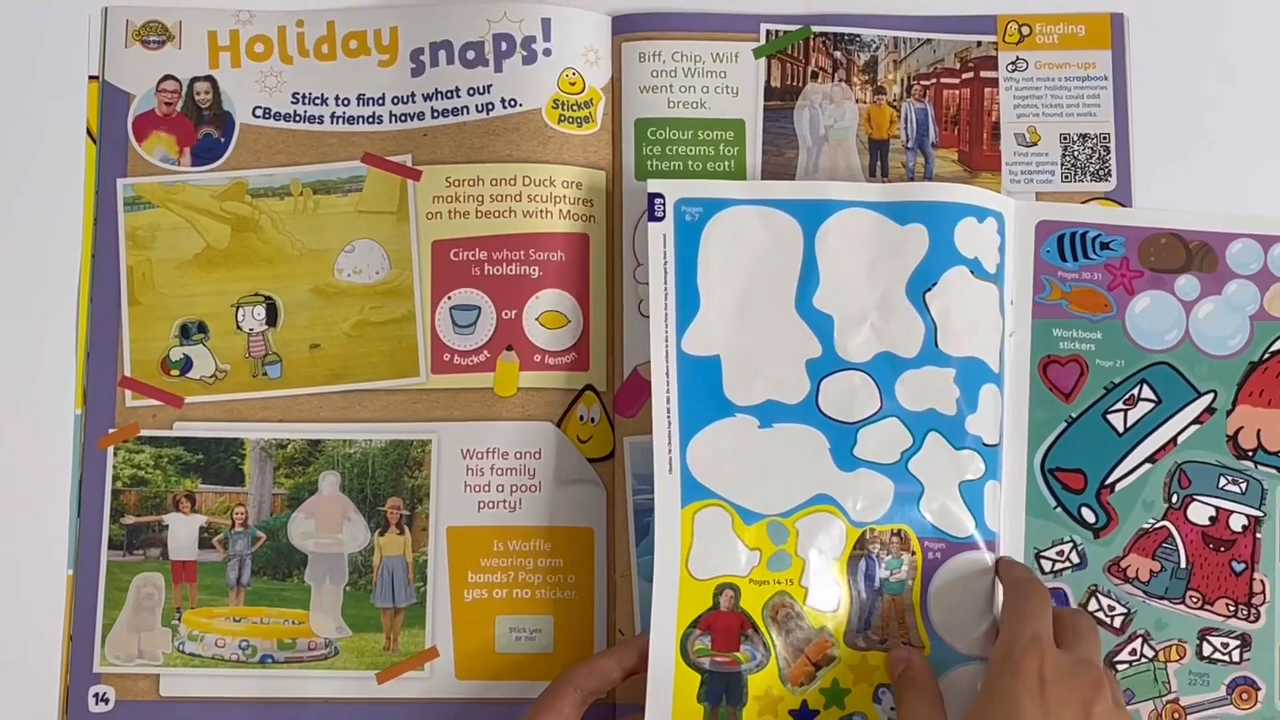 CBeebies
Holiday snaps!
Stick to find out what our
CBeebies friends have been up to.
Sticker
page!
Sarah and Duck are
making sand sculptures
on the beach with Moon.
Circle what Sarah
is holding.
or
a bucket
a lemon
Waffle and
his family
had a pool
party!
Is Waffle
wearing arm
bands? Pop on a
yes or no sticker.
Stick yes
or no!
14
Biff, Chip, Wilf
and Wilma
went on a city
break.
Colour some
ice creams for
them to eat!
Finding
out
Grown-ups
Why not make a scrapbook
of summer holiday memories
together? You could add
photos, tickets and items
you've found on walks.
Find more
summer games
by scanning
the QR code:
609
Pages
6-7
Pages 14-15
Pages
8-9
Pages 30-31
Workbook
stickers
Page 21
Pages
22-23